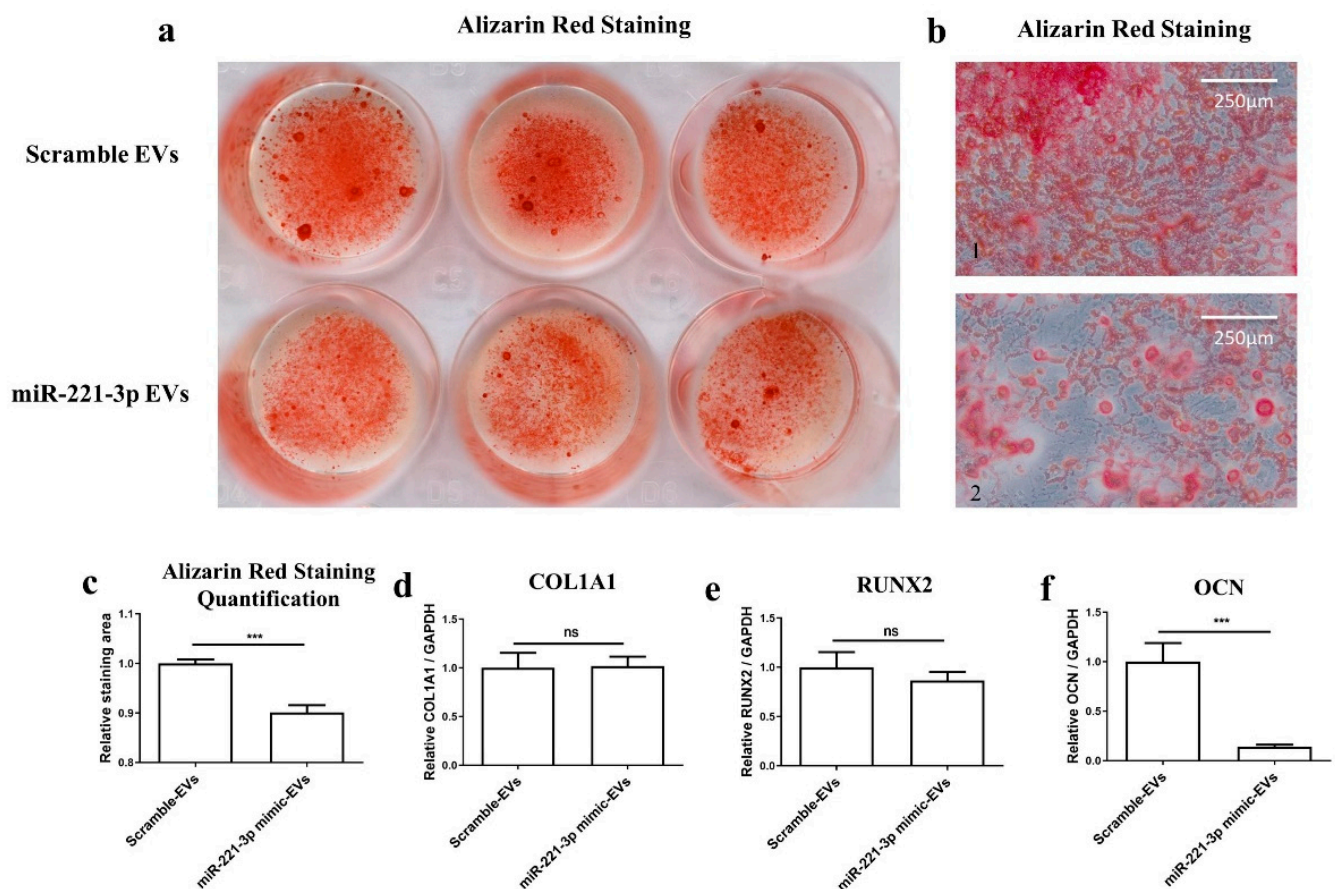 a
Alizarin Red Staining
b
Alizarin Red Staining
Scramble EVs
miR-221-3p EVs
250μm
1
250μm
2
c
Alizarin Red Staining
Quantification
Relative staining area
1.1
1.0
0.9
0.8
***
Scramble-EVs
miR-221-3p mimic-EVs
d
COL1A1
Relative COL1A1 / GAPDH
1.5
1.0
0.5
0.0
ns
Scramble-EVs
miR-221-3p mimic-EVs
e
RUNX2
Relative RUNX2 / GAPDH
1.5
1.0
0.5
0.0
ns
Scramble-EVs
miR-221-3p mimic-EVs
f
OCN
Relative OCN / GAPDH
1.5
1.0
0.5
0.0
***
Scramble-EVs
miR-221-3p mimic-EVs